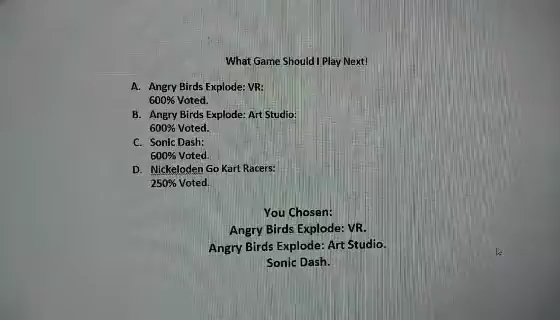 What Game Should I Play Next!
A. Angry Birds Explode: VR:
600% Voted.
B. Angry Birds Explode: Art Studio:
600% Voted.
C. Sonic Dash:
600% Voted.
D. Nickeloden Go Kart Racers:
250% Voted.
You Chosen:
Angry Birds Explode: VR.
Angry Birds Explode: Art Studio.
Sonic Dash.